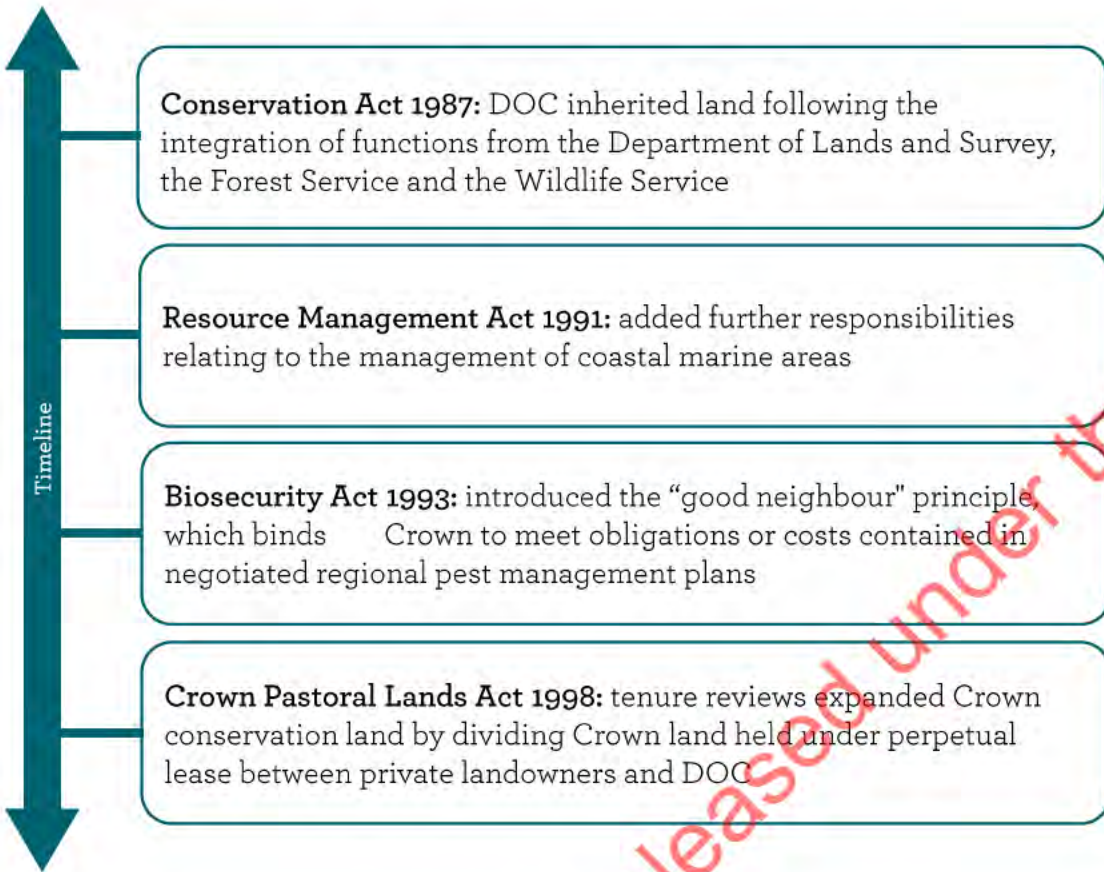 Timeline
Conservation Act 1987: DOC inherited land following the
integration of functions from the Department of Lands and Survey,
the Forest Service and the Wildlife Service
Resource Management Act 1991: added further responsibilities
relating to the management of coastal marine areas
Biosecurity Act 1993: introduced the “good neighbour" principle,
which binds Crown to meet obligations or costs contained in
negotiated regional pest management plans
Crown Pastoral Lands Act 1998: tenure reviews expanded Crown
conservation land by dividing Crown land held under perpetual
lease between private landowners and DOC
leased under th